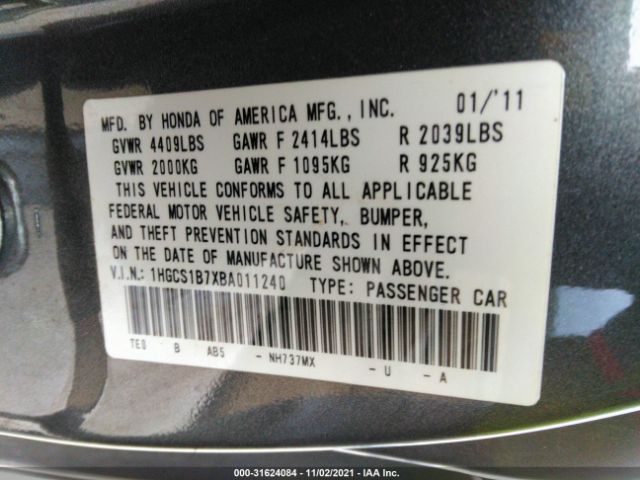 MFD. BY HONDA OF AMERICA MFG., INC. 01/'11
GVWR 4409LBS GAWR F 2414LBS R 2039LBS
GVWR 2000KG GAWR F 1095KG R 925KG
THIS VEHICLE CONFORMS TO ALL APPLICABLE
FEDERAL MOTOR VEHICLE SAFETY, BUMPER,
AND THEFT PREVENTION STANDARDS IN EFFECT
ON THE DATE OF MANUFACTURE SHOWN ABOVE.
V.I.N.: 1HGCS1B7XBA011240 TYPE: PASSENGER CAR
TE0 B AB5 - NH737MX - U - A
000-31624084 - 11/02/2021 - IAA Inc.